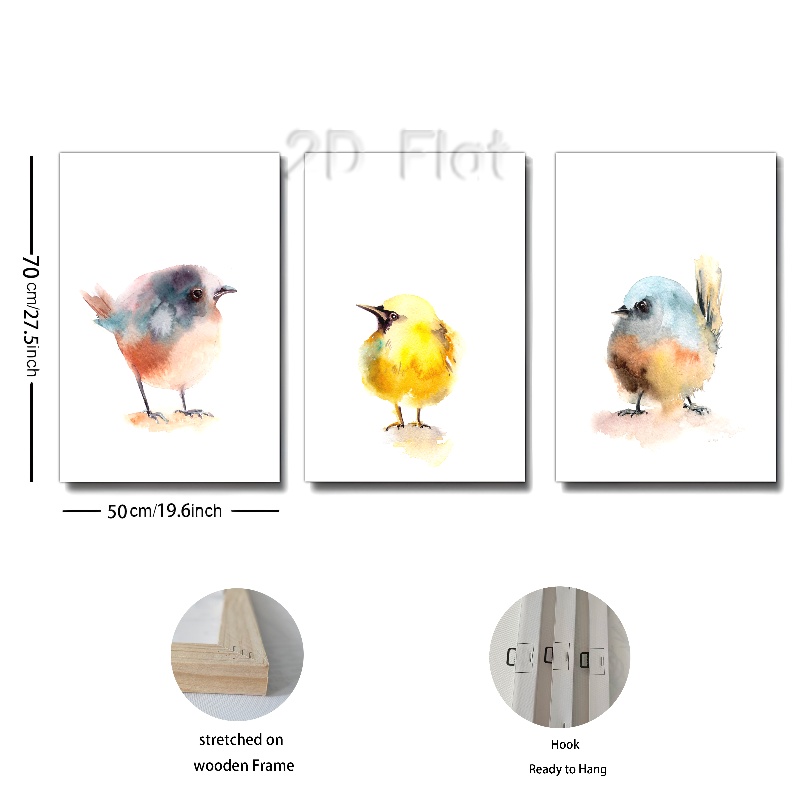 2D Flat
70 cm/27.5inch
50cm/19.6inch
stretched on
wooden Frame
Hook
Ready to Hang